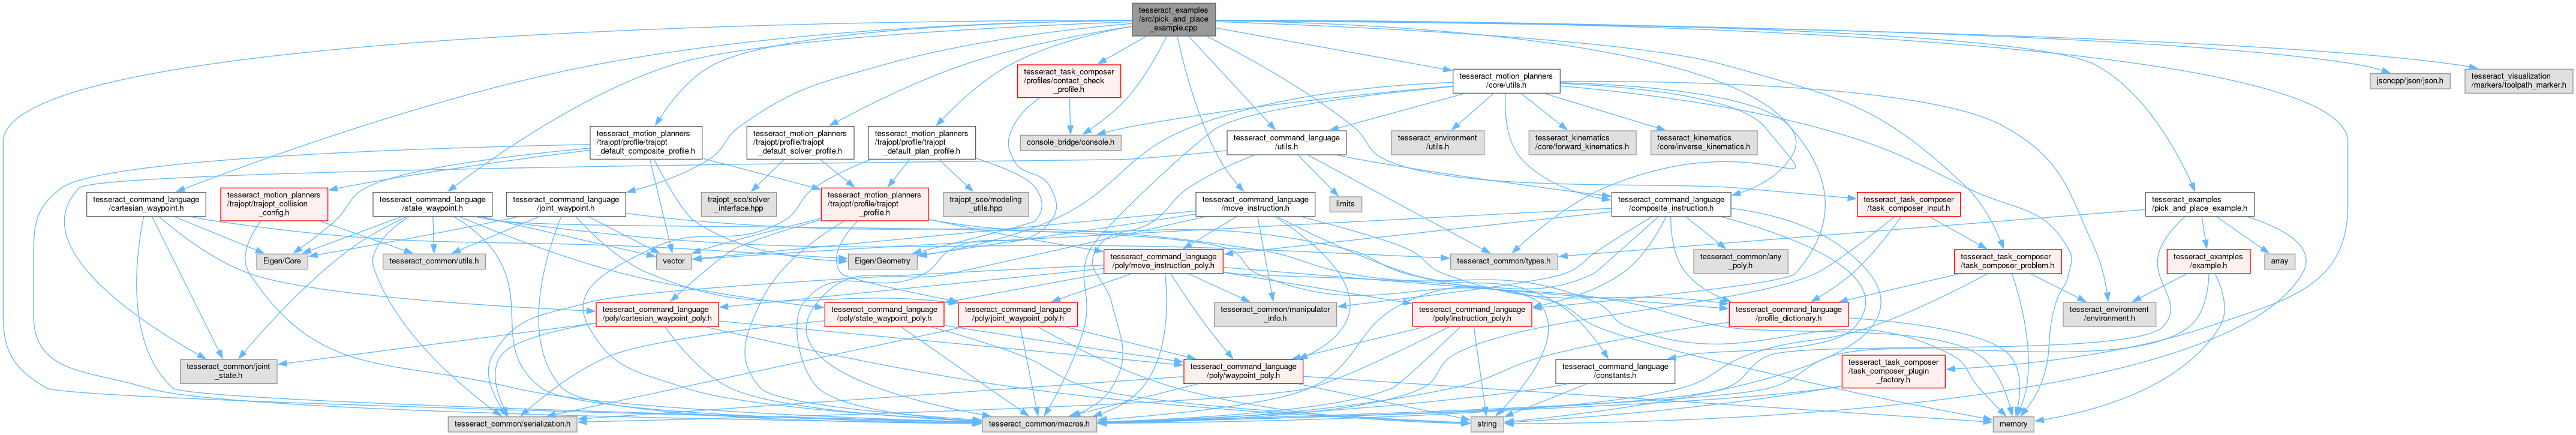 tesseract_examples
/src/pick_and_place
_example.cpp
tesseract_task_composer
/profiles/contact_check
_profile.h
tesseract_motion_planners
/core/utils.h
jsoncpp/json/json.h
tesseract_visualization
/markers/toolpath_marker.h
tesseract_motion_planners
/trajopt/profile/trajopt
_default_composite_profile.h
tesseract_motion_planners
/trajopt/profile/trajopt
_default_solver_profile.h
tesseract_motion_planners
/trajopt/profile/trajopt
_default_plan_profile.h
console_bridge/console.h
tesseract_command_language
/utils.h
tesseract_environment
/utils.h
tesseract_kinematics
/core/forward_kinematics.h
tesseract_kinematics
/core/inverse_kinematics.h
tesseract_command_language
/cartesian_waypoint.h
tesseract_motion_planners
/trajopt/trajopt_collision
_config.h
tesseract_command_language
/state_waypoint.h
tesseract_command_language
/joint_waypoint.h
trajopt_sco/solver
_interface.hpp
tesseract_motion_planners
/trajopt/profile/trajopt
_profile.h
trajopt_sco/modeling
_utils.hpp
tesseract_command_language
/move_instruction.h
limits
tesseract_command_language
/composite_instruction.h
tesseract_task_composer
/task_composer_input.h
tesseract_examples
/pick_and_place_example.h
Eigen/Core
tesseract_common/utils.h
vector
Eigen/Geometry
tesseract_command_language
/poly/move_instruction_poly.h
tesseract_common/types.h
tesseract_common/any
_poly.h
tesseract_task_composer
/task_composer_problem.h
tesseract_examples
/example.h
array
tesseract_command_language
/poly/cartesian_waypoint_poly.h
tesseract_command_language
/poly/state_waypoint_poly.h
tesseract_command_language
/poly/joint_waypoint_poly.h
tesseract_common/manipulator
_info.h
tesseract_command_language
/poly/instruction_poly.h
tesseract_command_language
/profile_dictionary.h
tesseract_environment
/environment.h
tesseract_common/joint
_state.h
tesseract_command_language
/poly/waypoint_poly.h
tesseract_command_language
/constants.h
tesseract_task_composer
/task_composer_plugin
_factory.h
tesseract_common/serialization.h
tesseract_common/macros.h
string
memory